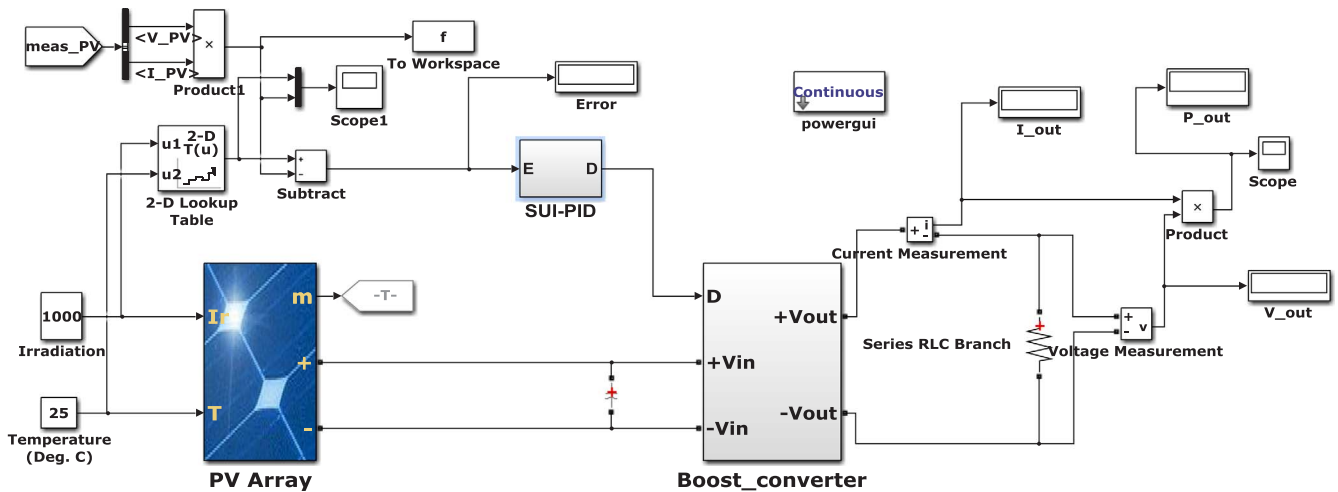 meas_PV
<V_PV>
<I_PV>
×
Product1
f
To Workspace
Scope1
Error
Continuous
powergui
I_out
P_out
Scope
u1
u2
2-D
T(u)
2-D Lookup
Table
+
-
Subtract
E
D
SUI-PID
×
Product
+
i
-
Current Measurement
1000
Irradiation
25
Temperature
(Deg. C)
Ir
T
m
+
-
PV Array
-T-
+
D
+Vin
-Vin
+Vout
-Vout
Boost_converter
Series RLC Branch
+
+
-
v
Voltage Measurement
V_out